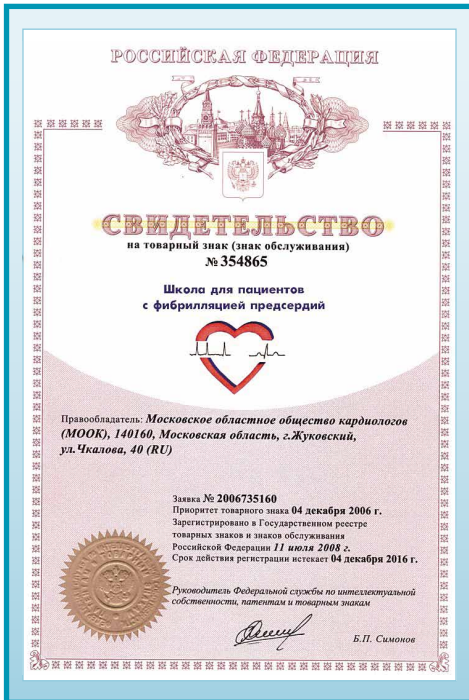 РОССИЙСКАЯ ФЕДЕРАЦИЯ
СВИДЕТЕЛЬСТВО
на товарный знак (знак обслуживания)
№ 354865
Школа для пациентов
с фибрилляцией предсердий
Правообладатель: Московское областное общество кардиологов
(МООК), 140160, Московская область, г.Жуковский,
ул.Чкалова, 40 (RU)
Заявка № 2006735160
Приоритет товарного знака 04 декабря 2006 г.
Зарегистрировано в Государственном реестре
товарных знаков и знаков обслуживания
Российской Федерации 11 июля 2008 г.
Срок действия регистрации истекает 04 декабря 2016 г.
Руководитель Федеральной службы по интеллектуальной
собственности, патентам и товарным знакам
Б.П. Симонов